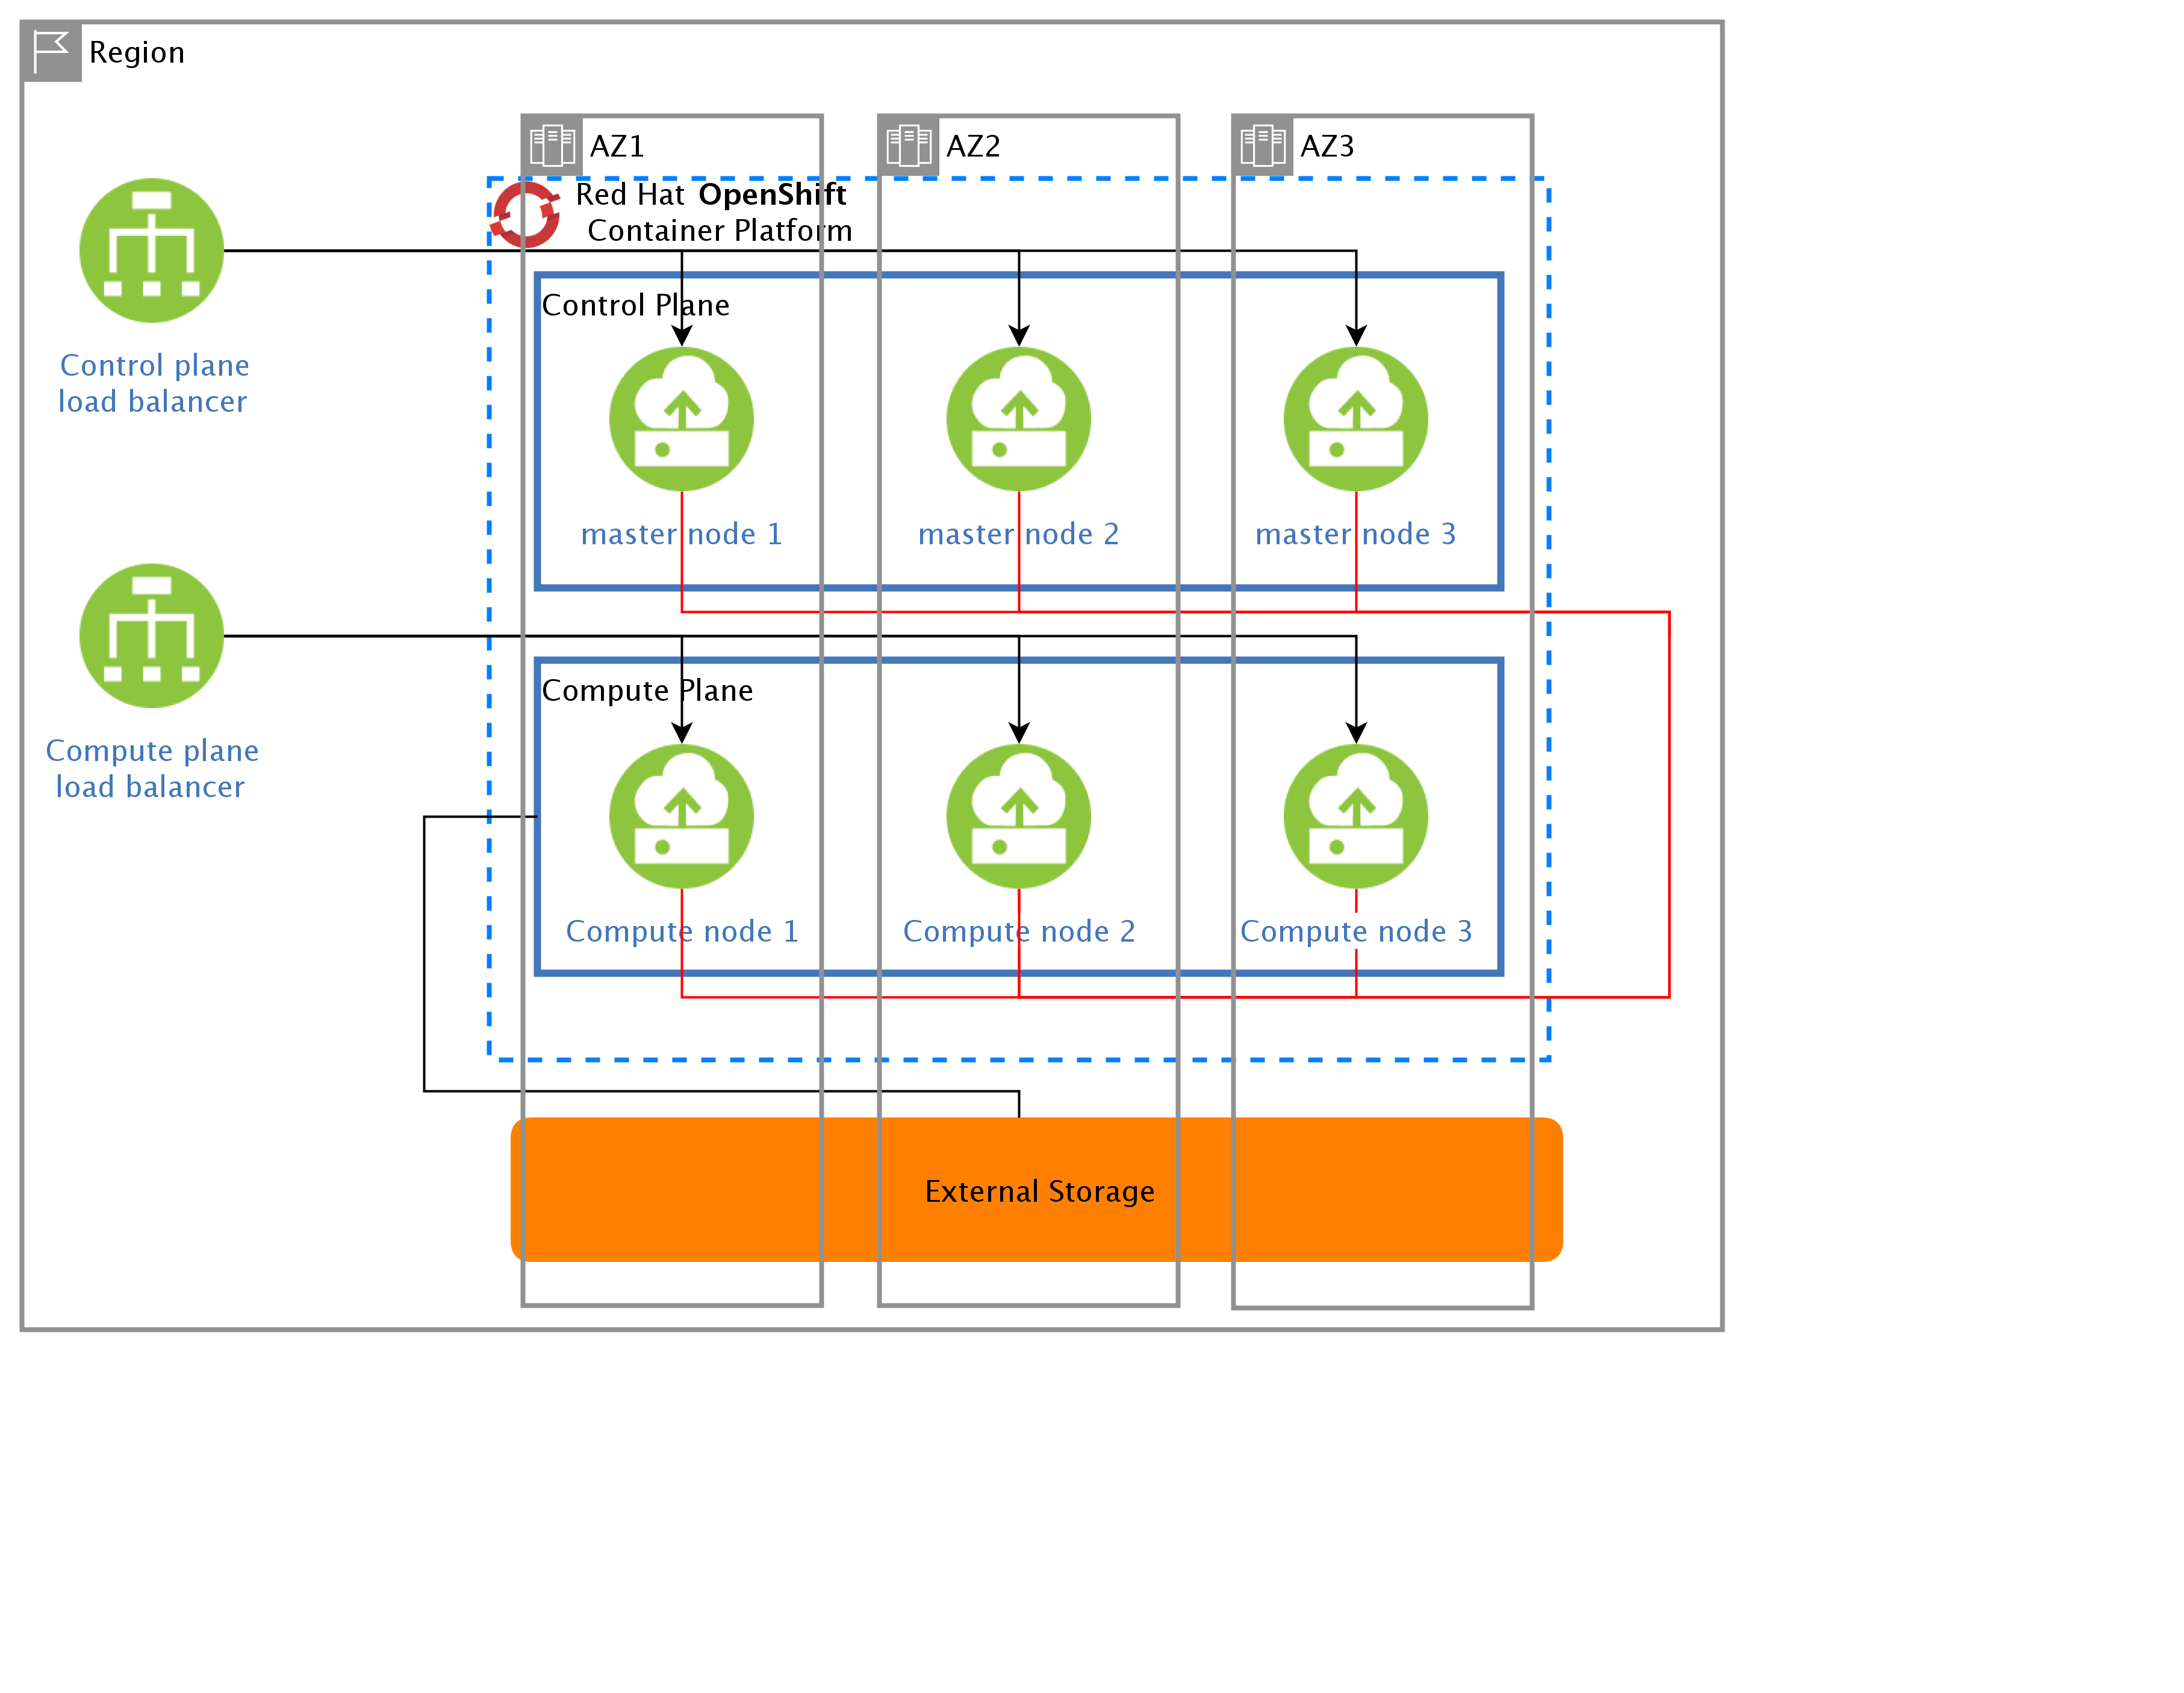 Region
AZ1
AZ2
AZ3
Red Hat OpenShift
Container Platform
Control plane
load balancer
Control Plane
master node 1
master node 2
master node 3
Compute plane
load balancer
Compute Plane
Compute node 1
Compute node 2
Compute node 3
External Storage